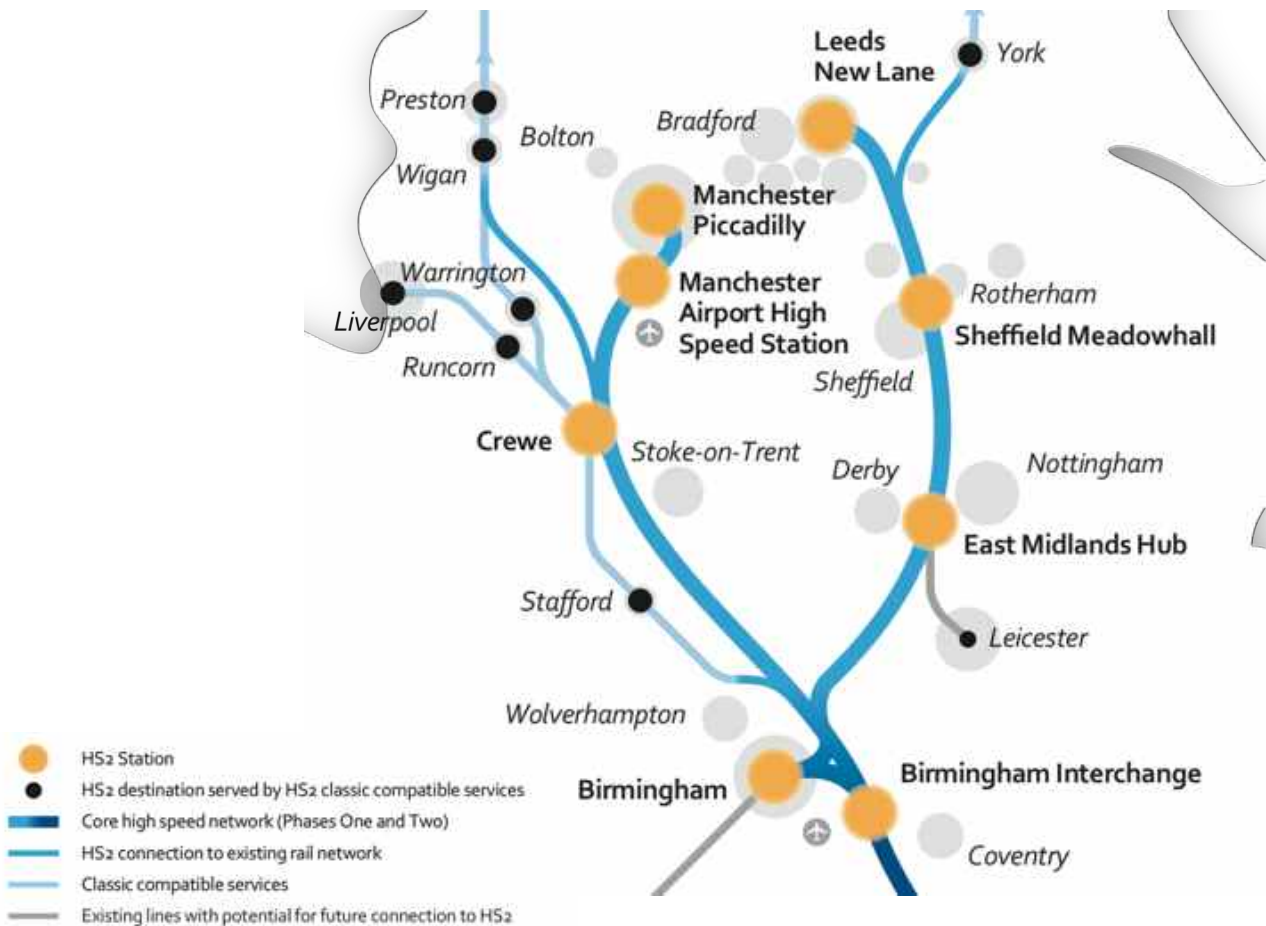 Leeds
New Lane
York
Preston
Bolton
Bradford
Wigan
Manchester
Piccadilly
Warrington
Manchester
Airport High
Speed Station
Rotherham
Liverpool
Sheffield Meadowhall
Runcorn
Sheffield
Crewe
Stoke-on-Trent
Derby
Nottingham
East Midlands Hub
Stafford
Leicester
Wolverhampton
Birmingham
Birmingham Interchange
Coventry
HS2 Station
HS2 destination served by HS2 classic compatible services
Core high speed network (Phases One and Two)
HS2 connection to existing rail network
Classic compatible services
Existing lines with potential for future connection to HS2